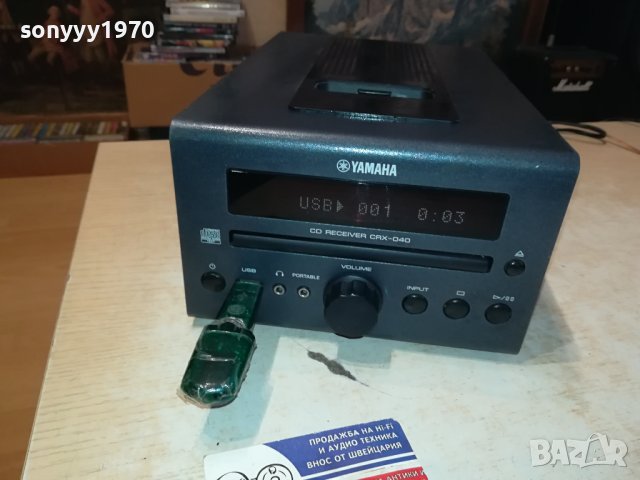 sonyyy1970
YAMAHA
USB 001 0:03
CD RECEIVER CRX-040
USB
PORTABLE
VOLUME
INPUT
ПРОДАЖБА НА Hi-Fi
И АУДИО ТЕХНИКА
ВНОС ОТ ШВЕЙЦАРИЯ
АНТИКИ И
bazar